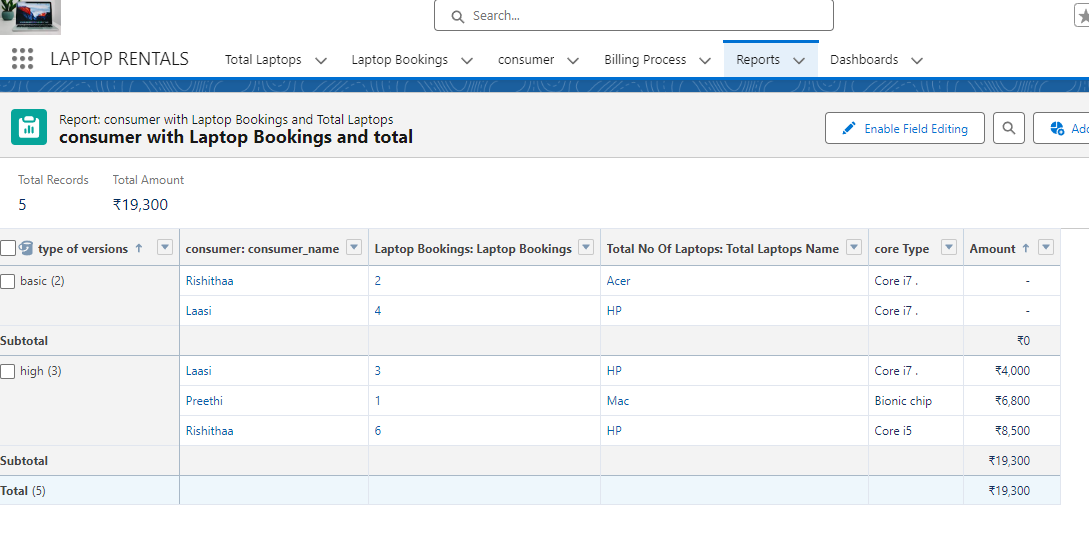 Search...
LAPTOP RENTALS Total Laptops Laptop Bookings consumer Billing Process Reports Dashboards
Report: consumer with Laptop Bookings and Total Laptops
consumer with Laptop Bookings and total
Enable Field Editing
Total Records Total Amount
5 ₹19,300
type of versions ↑ consumer: consumer_name Laptop Bookings: Laptop Bookings Total No Of Laptops: Total Laptops Name core Type Amount ↑
basic (2) Rishithaa 2 Acer Core i7 . -
Laasi 4 HP Core i7 . -
Subtotal ₹0
high (3) Laasi 3 HP Core i7 . ₹4,000
Preethi 1 Mac Bionic chip ₹6,800
Rishithaa 6 HP Core i5 ₹8,500
Subtotal ₹19,300
Total (5) ₹19,300